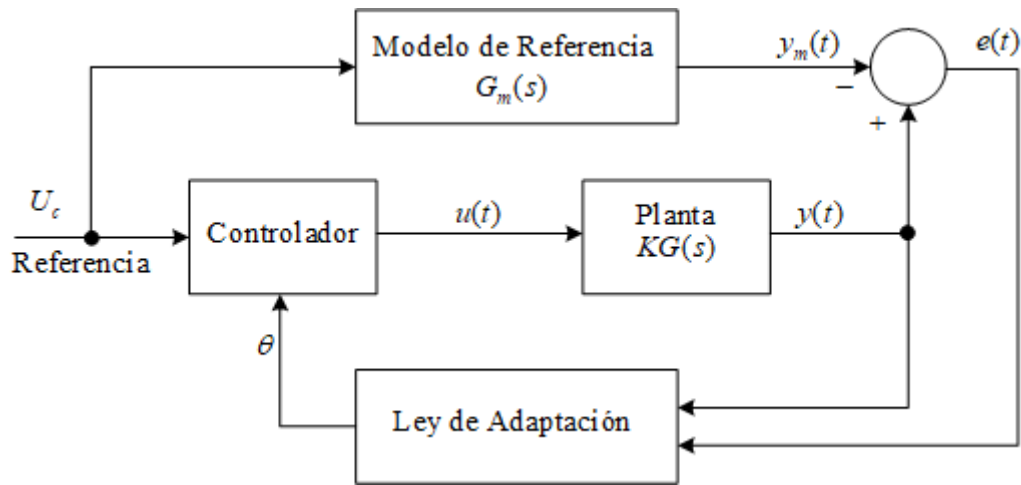 Modelo de Referencia
G_m(s)
y_m(t)
e(t)
−
+
U_c
Referencia
Controlador
u(t)
Planta
KG(s)
y(t)
θ
Ley de Adaptación